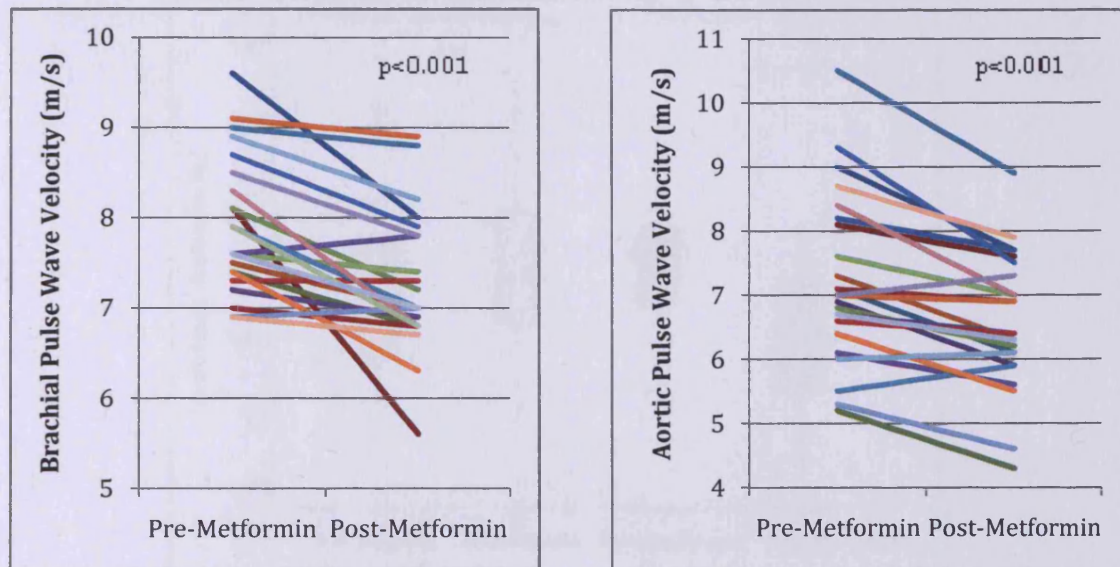 10
9
8
7
6
5
Brachial Pulse Wave Velocity (m/s)
p<0.001
Pre-Metformin Post-Metformin
11
10
9
8
7
6
5
4
Aortic Pulse Wave Velocity (m/s)
p<0.001
Pre-Metformin Post-Metformin